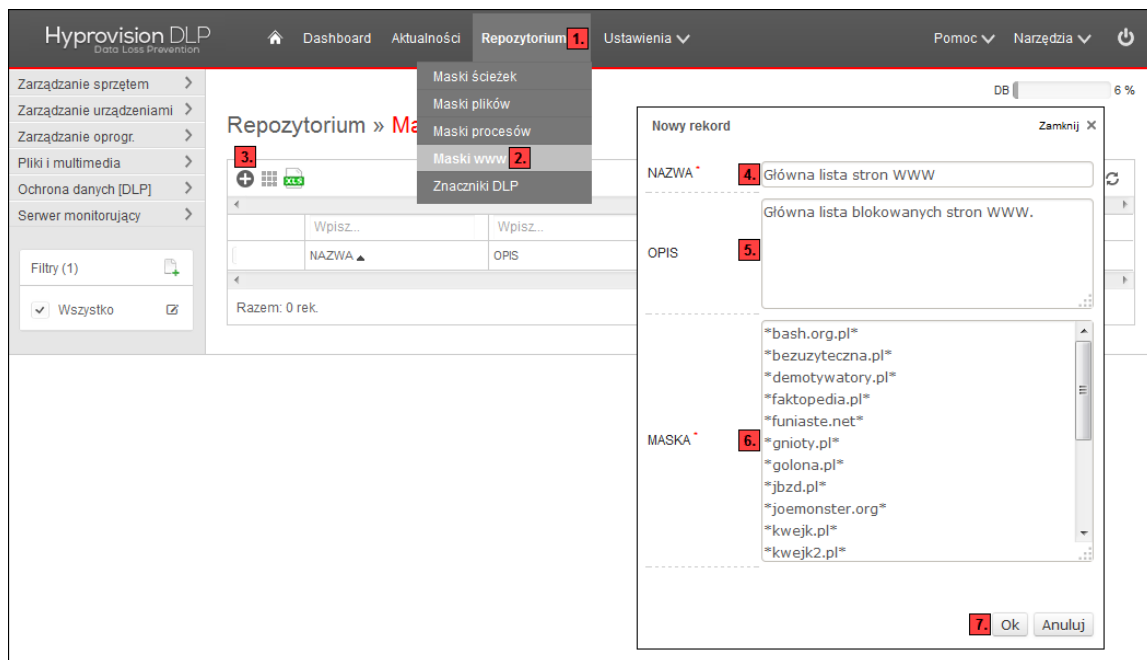 Hyprovision DLP
Data Loss Prevention
Dashboard Aktualności Repozytorium 1. Ustawienia Pomoc Narzędzia
Maski ścieżek
Maski plików
Maski procesów
Maski www 2.
Znaczniki DLP
Zarządzanie sprzętem
Zarządzanie urządzeniami
Zarządzanie oprogr.
Pliki i multimedia
Ochrona danych [DLP]
Serwer monitorujący
Filtry (1)
Wszystko
DB 6 %
Repozytorium » Ma
3.
XLS
Wpisz... Wpisz...
NAZWA OPIS
Razem: 0 rek.
Nowy rekord Zamknij
NAZWA * 4. Główna lista stron WWW
OPIS 5. Główna lista blokowanych stron WWW.
MASKA * 6.
*bash.org.pl*
*bezuzyteczna.pl*
*demotywatory.pl*
*faktopedia.pl*
*funiaste.net*
*gnioty.pl*
*golona.pl*
*jbzd.pl*
*joemonster.org*
*kwejk.pl*
*kwejk2.pl*
7. Ok Anuluj